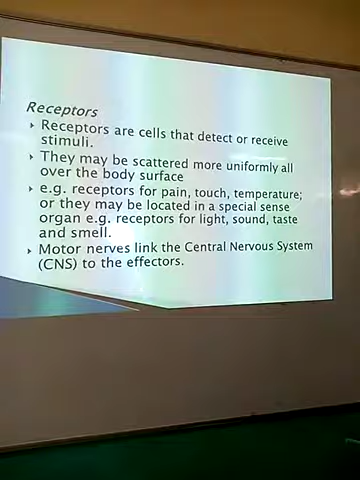 Receptors
Receptors are cells that detect or receive
stimuli.
They may be scattered more uniformly all
over the body surface
e.g. receptors for pain, touch, temperature;
or they may be located in a special sense
organ e.g. receptors for light, sound, taste
and smell.
Motor nerves link the Central Nervous System
(CNS) to the effectors.